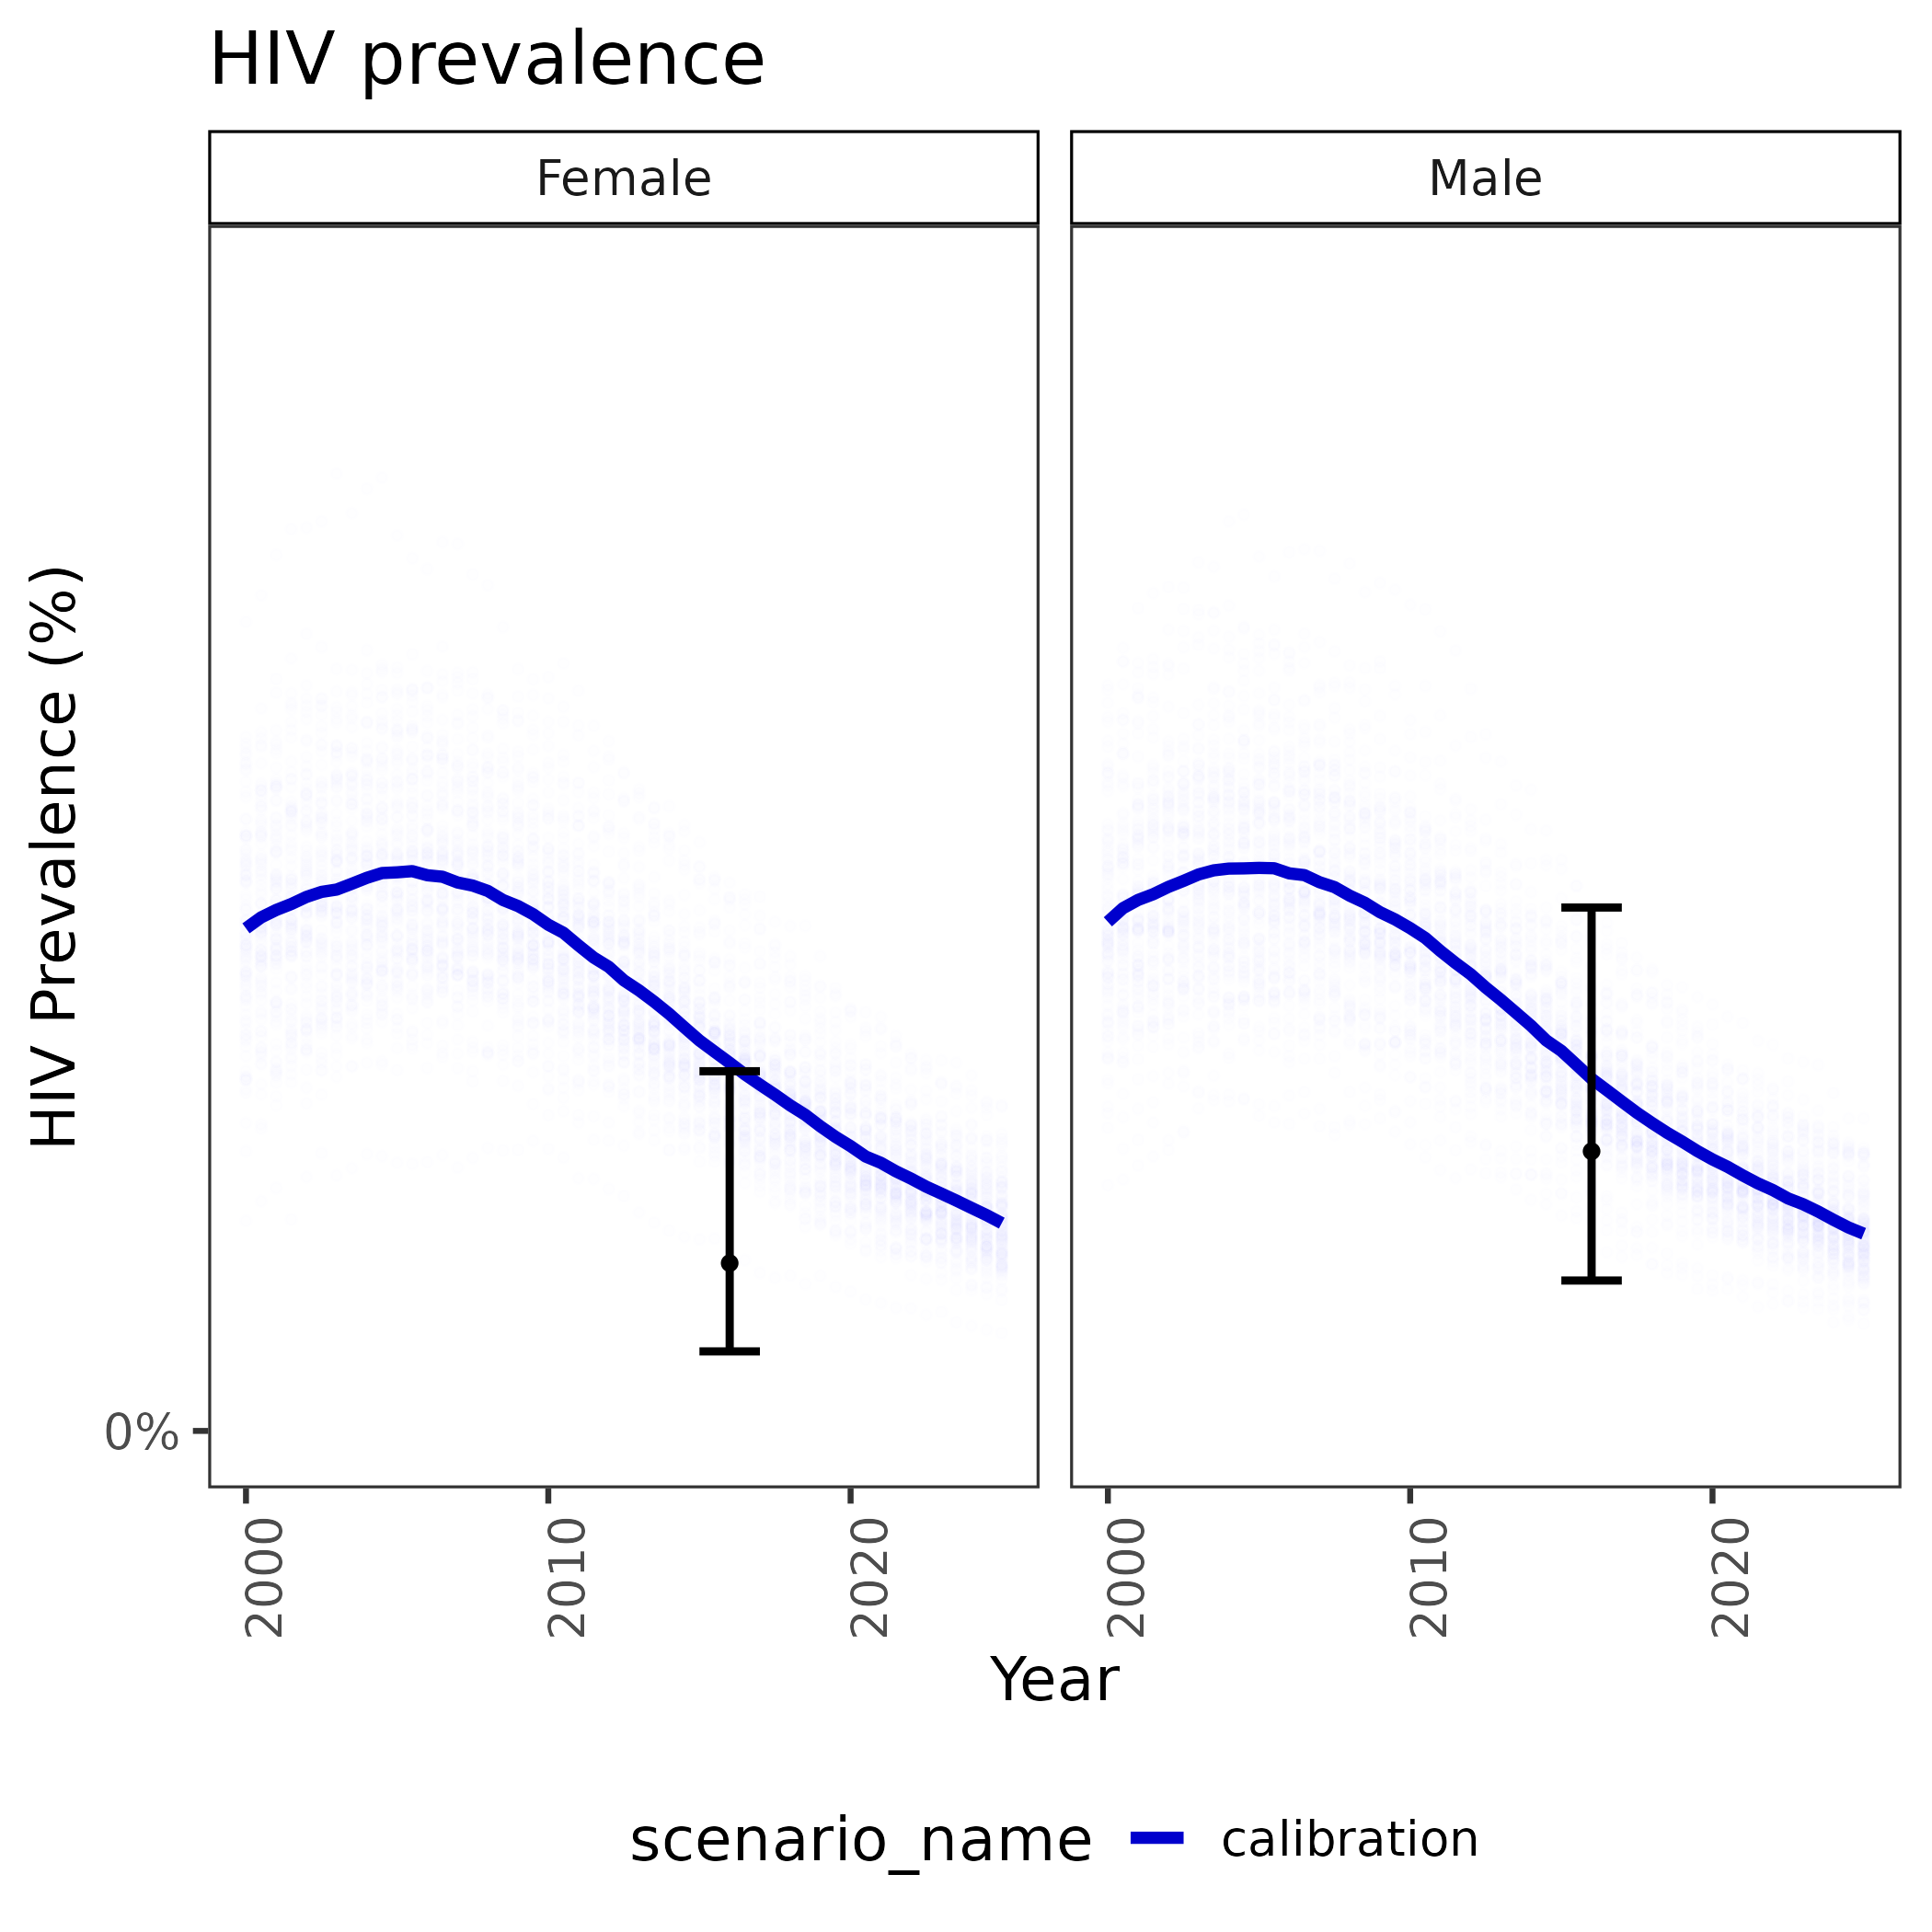 HIV prevalence
Female
Male
HIV Prevalence (%)
0%
2000
2010
2020
2000
2010
2020
Year
scenario_name
calibration